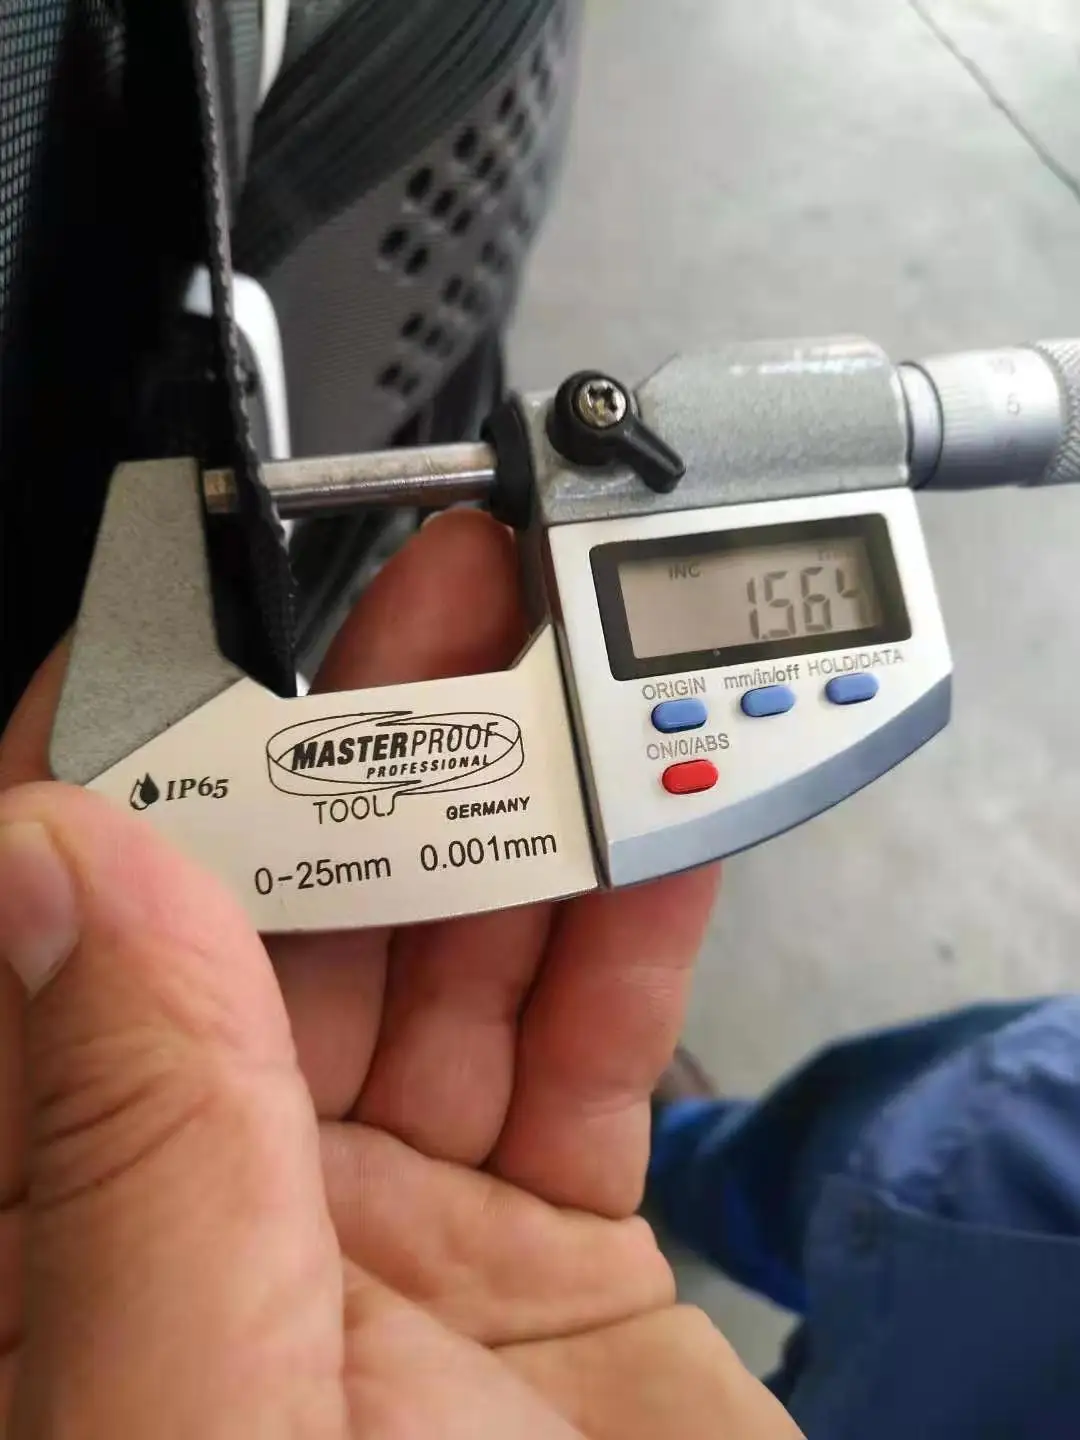 INC
1.564
ORIGIN mm/in/off HOLD/DATA
ON/0/ABS
MASTERPROOF
PROFESSIONAL
TOOLS
GERMANY
IP65
0-25mm 0.001mm
5